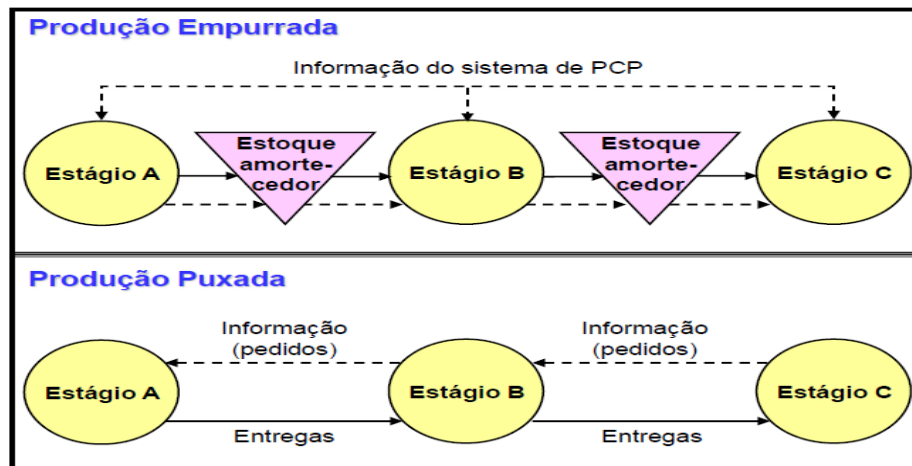 Produção Empurrada
Informação do sistema de PCP
Estágio A
Estoque
amorte-
cedor
Estágio B
Estoque
amorte-
cedor
Estágio C
Produção Puxada
Informação
(pedidos)
Informação
(pedidos)
Estágio A
Estágio B
Estágio C
Entregas
Entregas